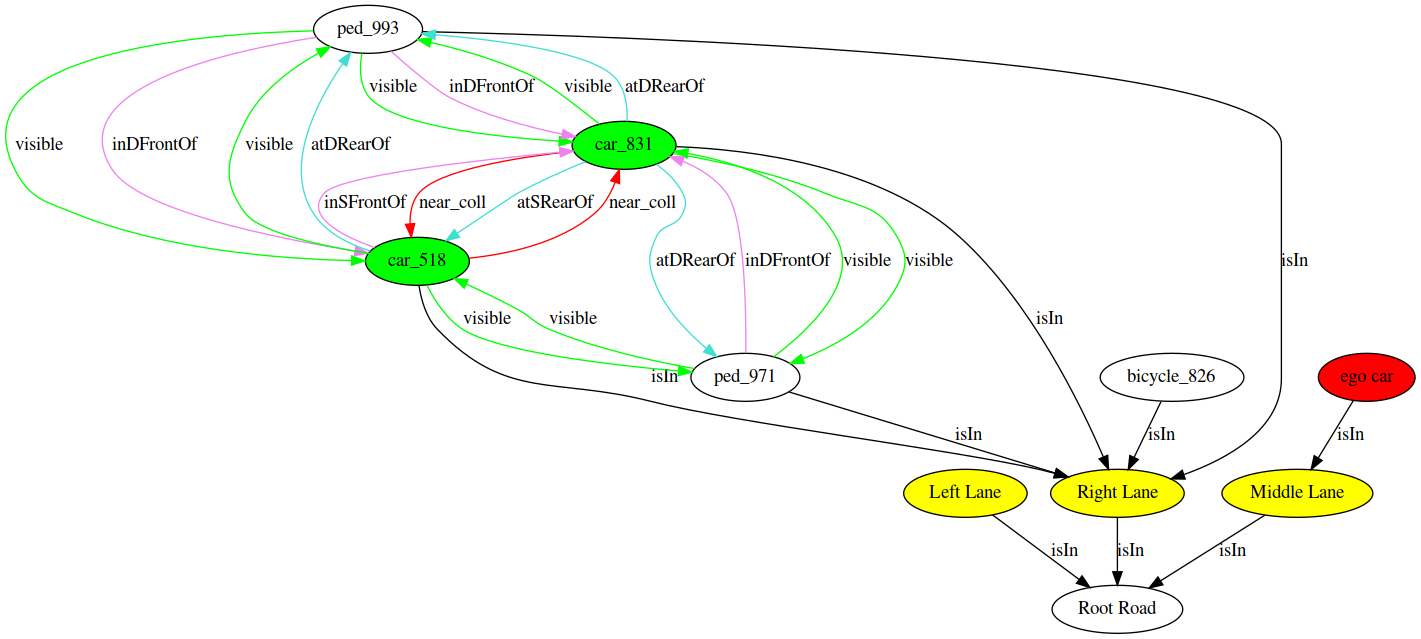 ped_993
visible
inDFrontOf
visible
atDRearOf
car_831
visible
inDFrontOf
visible
atDRearOf
inSFrontOf
near_coll
atSRearOf
near_coll
car_518
atDRearOf
inDFrontOf
visible
visible
isIn
visible
visible
isIn
isIn
ped_971
bicycle_826
ego car
isIn
isIn
isIn
Left Lane
Right Lane
Middle Lane
isIn
isIn
isIn
Root Road